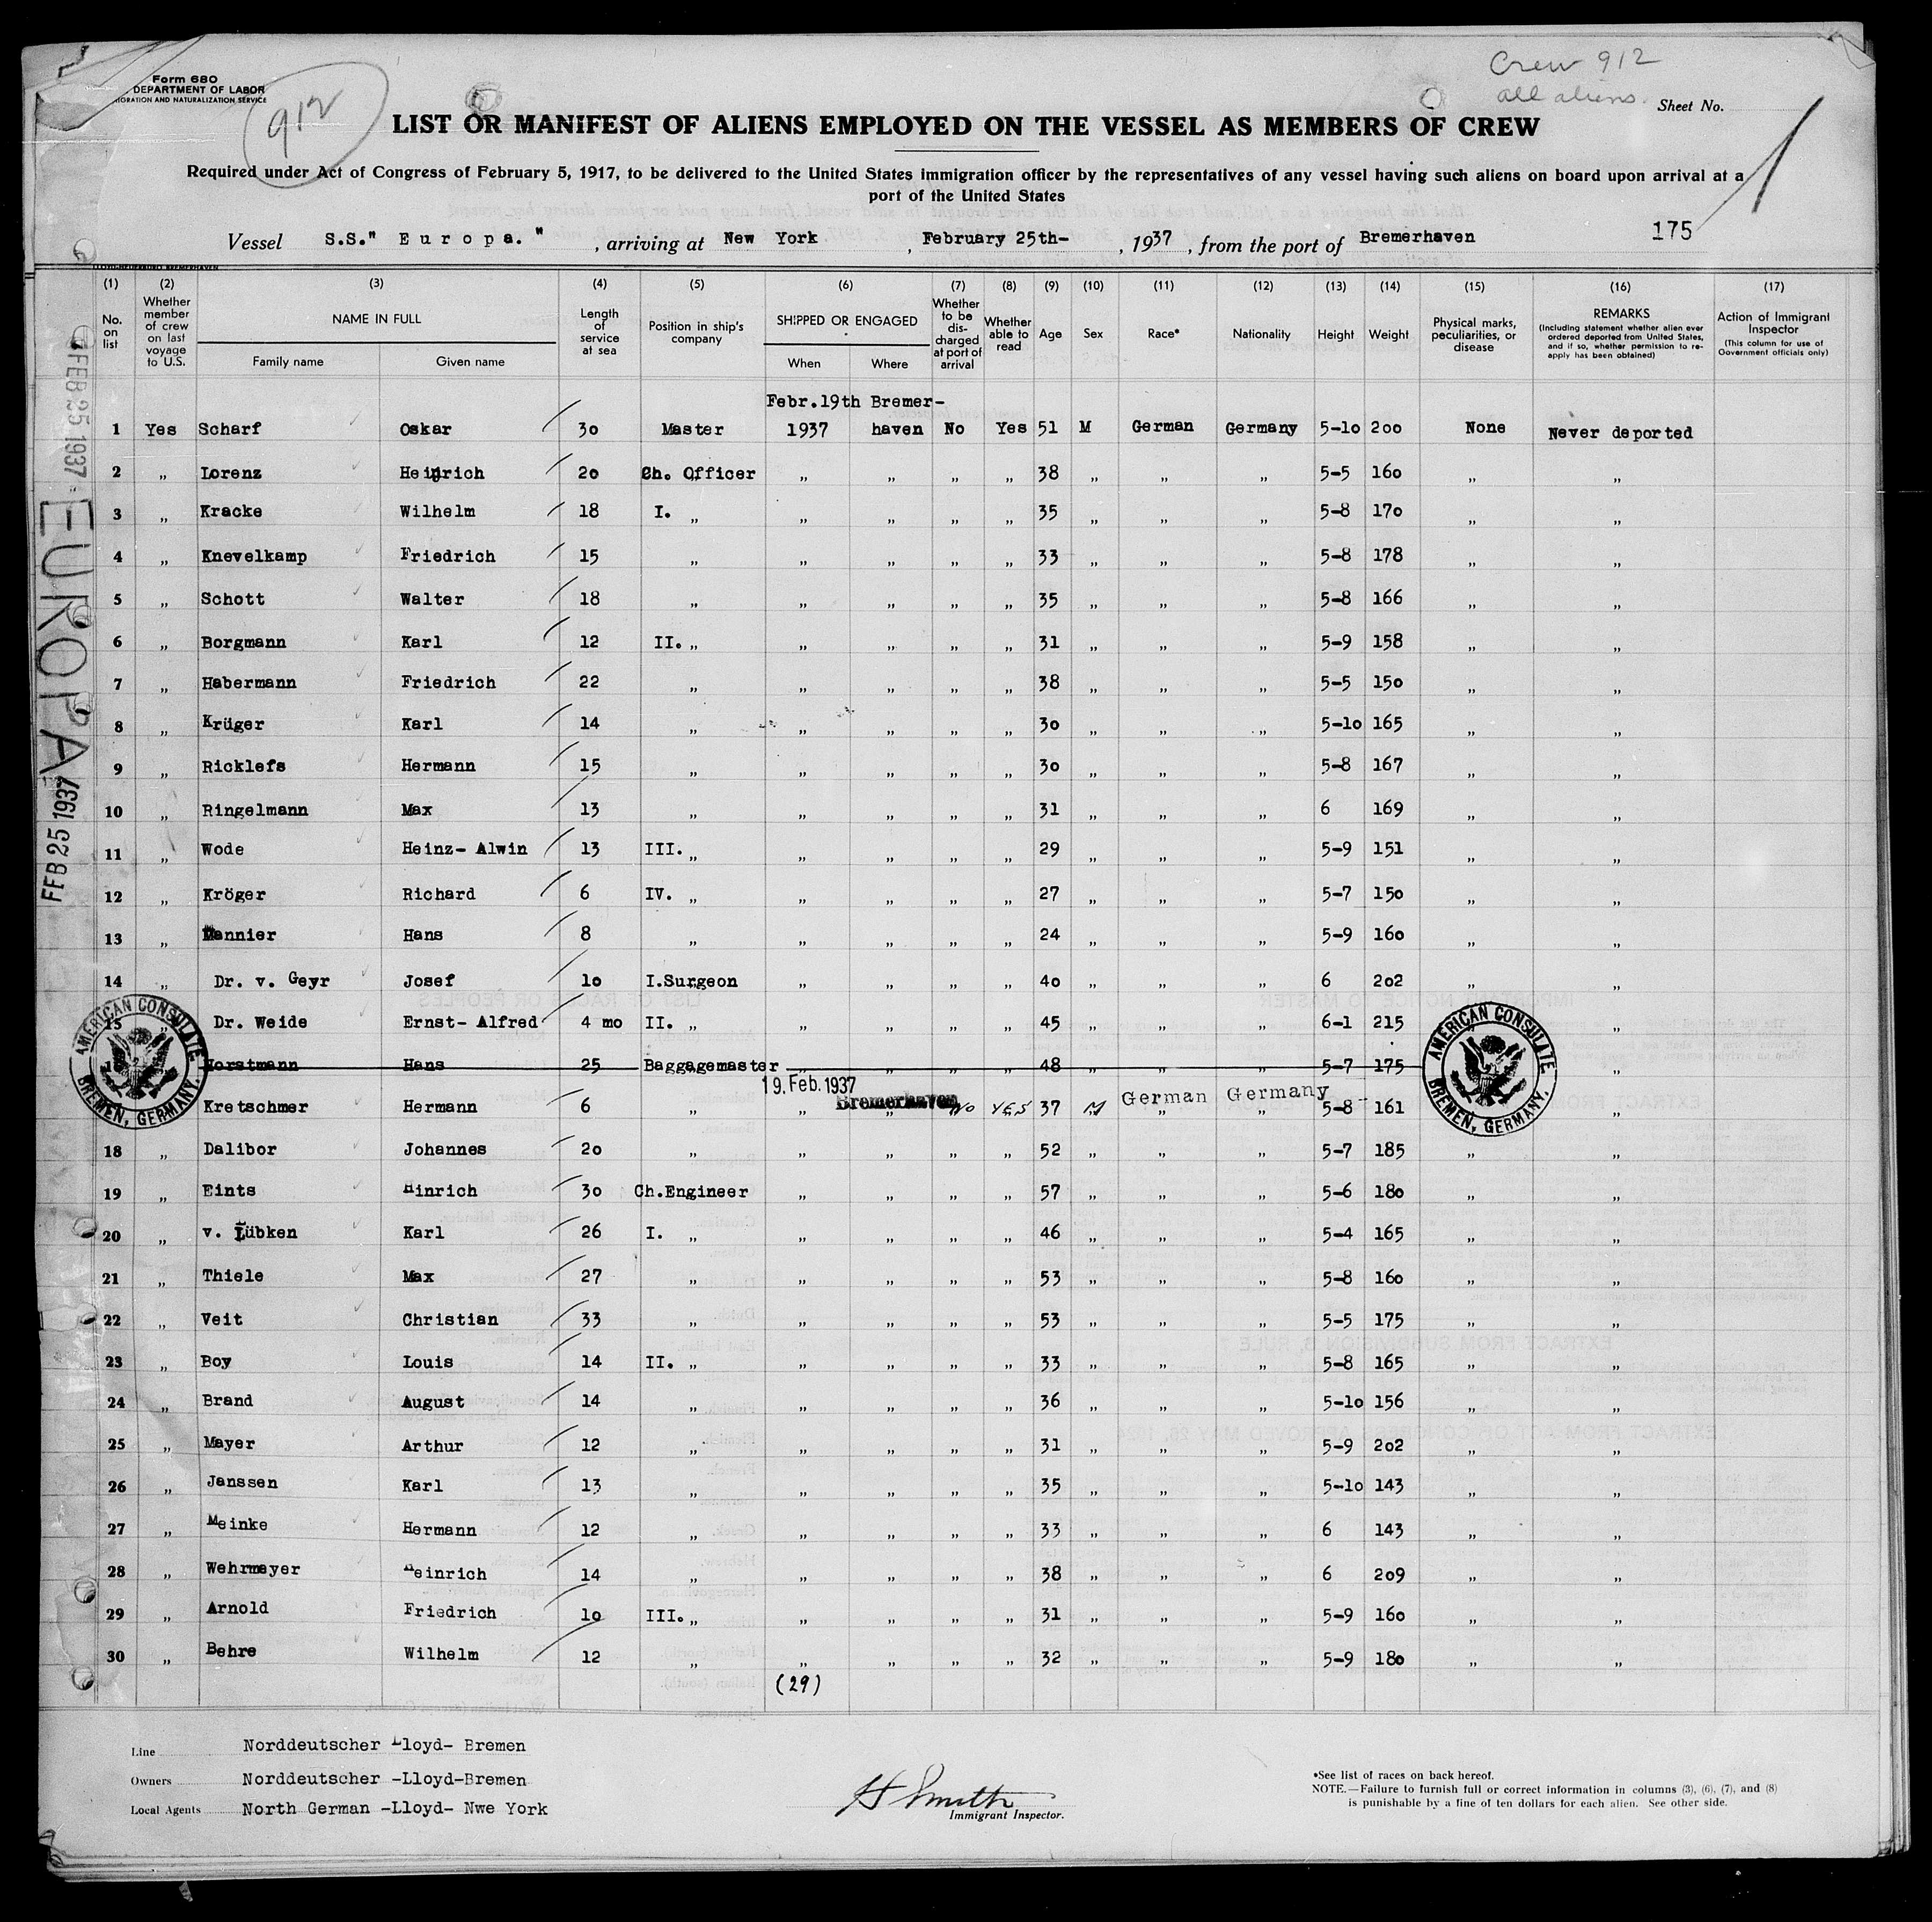 Form 680
DEPARTMENT OF LABOR
IMMIGRATION AND NATURALIZATION SERVICE
912
Crew 912
all aliens.
Sheet No.
1
LIST OR MANIFEST OF ALIENS EMPLOYED ON THE VESSEL AS MEMBERS OF CREW
Required under Act of Congress of February 5, 1917, to be delivered to the United States immigration officer by the representatives of any vessel having such aliens on board upon arrival at a
port of the United States
Vessel S.S." Europa. ", arriving at New York, February 25th-, 1937, from the port of Bremerhaven 175
(1) (2) (3) (4) (5) (6) (7) (8) (9) (10) (11) (12) (13) (14) (15) (16) (17)
No. on list
Whether member of crew on last voyage to U.S.
NAME IN FULL
Family name
Given name
Length of service at sea
Position in ship's company
SHIPPED OR ENGAGED
When
Where
Whether to be discharged at port of arrival
Whether able to read
Age
Sex
Race*
Nationality
Height
Weight
Physical marks, peculiarities, or disease
REMARKS
(Including statement whether alien ever ordered deported from United States, and if so, whether permission to reapply has been obtained)
Action of Immigrant Inspector
(This column for use of Government officials only)
Febr.19th Bremer-
1 Yes Scharf Oskar 30 Master 1937 haven No Yes 51 M German Germany 5-10 200 None Never deported
2 " Lorenz Heinrich 20 Ch. Officer " " " " 38 " " " 5-5 160 " "
3 " Kracke Wilhelm 18 I. " " " " " 35 " " " 5-8 170 " "
4 " Knevelkamp Friedrich 15 " " " " " 33 " " " 5-8 178 " "
5 " Schott Walter 18 " " " " " 35 " " " 5-8 166 " "
6 " Borgmann Karl 12 II. " " " " " 31 " " " 5-9 158 " "
7 " Habermann Friedrich 22 " " " " " 38 " " " 5-5 150 " "
8 " Krüger Karl 14 " " " " " 30 " " " 5-10 165 " "
9 " Ricklefs Hermann 15 " " " " " 30 " " " 5-8 167 " "
10 " Ringelmann Max 13 " " " " " 31 " " " 6 169 " "
11 " Wode Heinz- Alwin 13 III. " " " " " 29 " " " 5-9 151 " "
12 " Kröger Richard 6 IV. " " " " " 27 " " " 5-7 150 " "
13 " Mannier Hans 8 " " " " " 24 " " " 5-9 160 " "
14 " Dr. v. Geyr Josef 10 I.Surgeon " " " " 40 " " " 6 202 " "
15 " Dr. Weide Ernst- Alfred 4 mo II. " " " " " 45 " " " 6-1 215 "
Horstmann Hans 25 Baggagemaster " " " " 48 " " " 5-7 175 "
19. Feb. 1937
Kretschmer Hermann 6 " " Bremerhaven No YES 37 M German Germany 5-8 161 "
18 " Dalibor Johannes 20 " " " " " 52 " " " 5-7 185 " "
19 " Eints Hinrich 30 Ch.Engineer " " " " 57 " " " 5-6 180 " "
20 " v. Lübken Karl 26 I. " " " " " 46 " " " 5-4 165 " "
21 " Thiele Max 27 " " " " " 53 " " " 5-8 160 " "
22 " Veit Christian 33 " " " " " 53 " " " 5-5 175 " "
23 " Boy Louis 14 II. " " " " " 33 " " " 5-8 165 " "
24 " Brand August 14 " " " " " 36 " " " 5-10 156 " "
25 " Mayer Arthur 12 " " " " " 31 " " " 5-9 202 " "
26 " Janssen Karl 13 " " " " " 35 " " " 5-10 143 " "
27 " Meinke Hermann 12 " " " " " 33 " " " 6 143 " "
28 " Wehrmeyer Heinrich 14 " " " " " 38 " " " 6 209 " "
29 " Arnold Friedrich 10 III. " " " " " 31 " " " 5-9 160 " "
30 " Behre Wilhelm 12 " " " " " 32 " " " 5-9 180 " "
(29)
FEB 25 1937
EUROPA
FEB 25 1937
AMERICAN CONSULATE
BREMEN, GERMANY.
AMERICAN CONSULATE
BREMEN, GERMANY.
Line Norddeutscher Lloyd- Bremen
Owners Norddeutscher -Lloyd-Bremen
Local Agents North German -Lloyd- Nwe York
H Smith
Immigrant Inspector.
*See list of races on back hereof.
NOTE.—Failure to furnish full or correct information in columns (3), (6), (7), and (8)
is punishable by a fine of ten dollars for each alien. See other side.